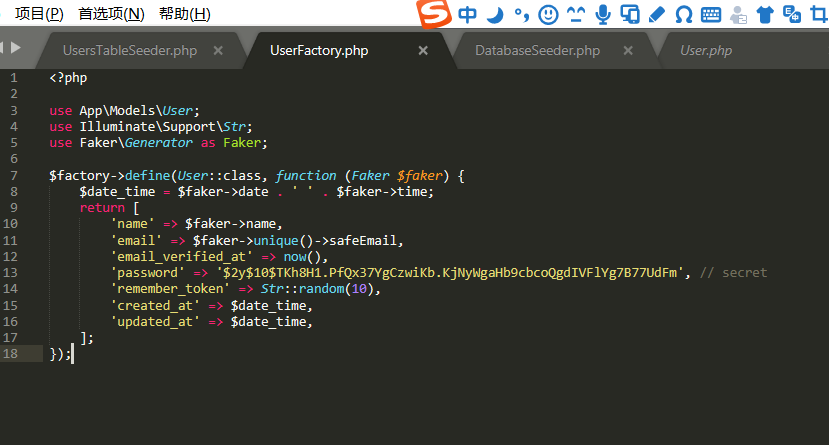 项目(P) 首选项(N) 帮助(H)
S 中
UsersTableSeeder.php × UserFactory.php × DatabaseSeeder.php × User.php
1 <?php
2
3 use App\Models\User;
4 use Illuminate\Support\Str;
5 use Faker\Generator as Faker;
6
7 $factory->define(User::class, function (Faker $faker) {
8 $date_time = $faker->date . ' ' . $faker->time;
9 return [
10 'name' => $faker->name,
11 'email' => $faker->unique()->safeEmail,
12 'email_verified_at' => now(),
13 'password' => '$2y$10$TKh8H1.PfQx37YgCzwiKb.KjNyWgaHb9cbcoQgdIVFlYg7B77UdFm', // secret
14 'remember_token' => Str::random(10),
15 'created_at' => $date_time,
16 'updated_at' => $date_time,
17 ];
18 });